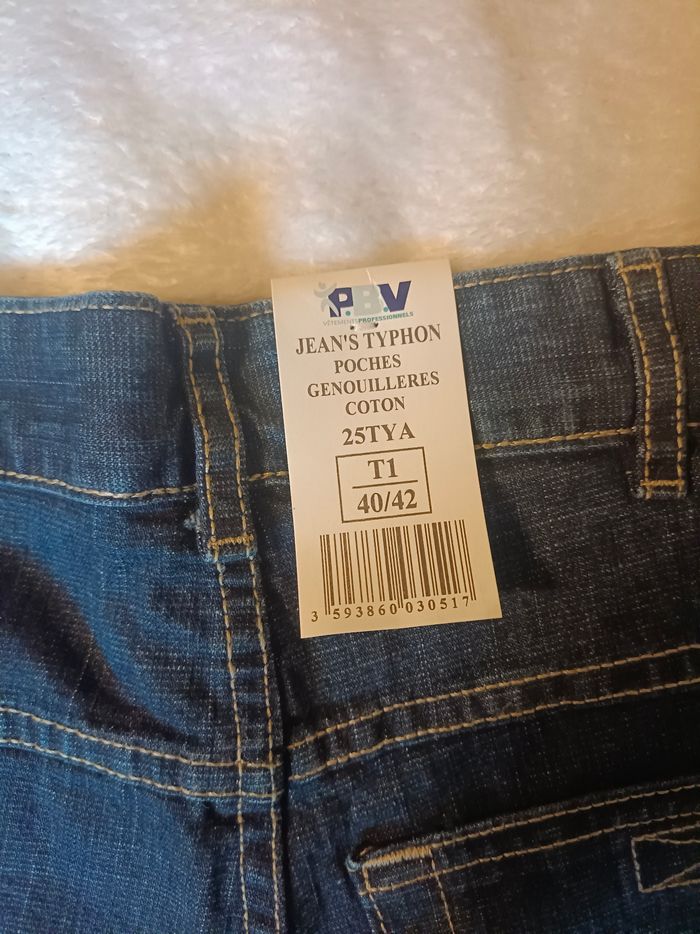 P.B.V
VÊTEMENTS PROFESSIONNELS
JEAN'S TYPHON
POCHES
GENOUILLERES
COTON
25TYA
T1
40/42
3 593860 030517